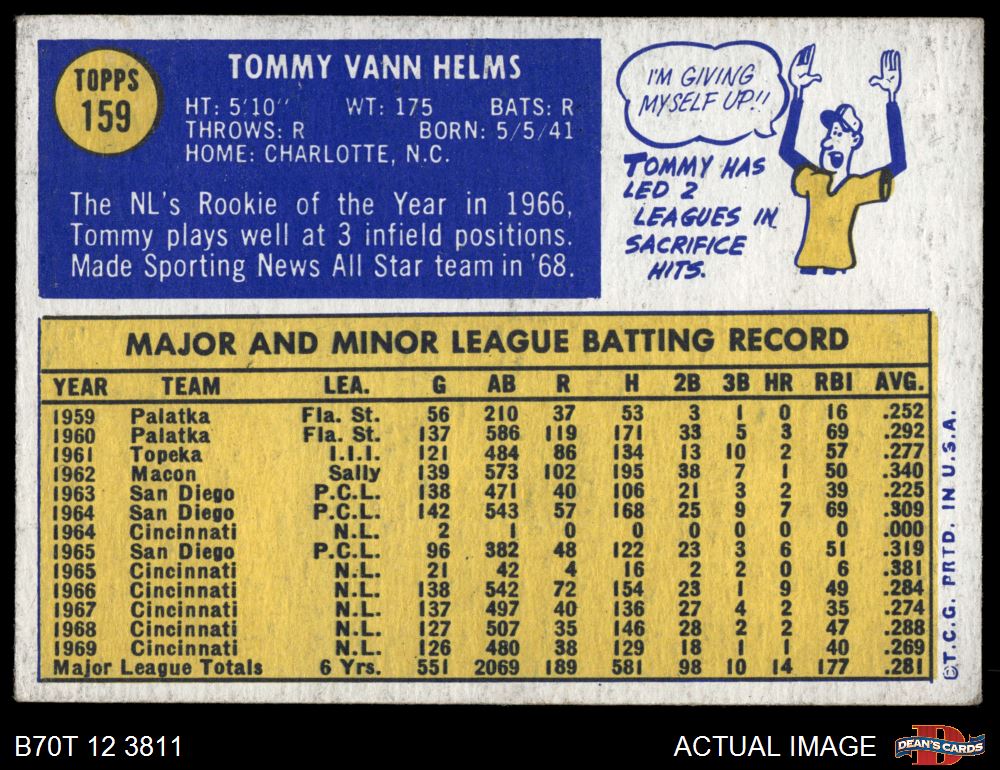 TOPPS
159
TOMMY VANN HELMS
HT: 5'10" WT: 175 BATS: R
THROWS: R BORN: 5/5/41
HOME: CHARLOTTE, N.C.
The NL's Rookie of the Year in 1966,
Tommy plays well at 3 infield positions.
Made Sporting News All Star team in '68.
I'M GIVING
MYSELF UP!!
TOMMY HAS
LED 2
LEAGUES IN
SACRIFICE
HITS.
MAJOR AND MINOR LEAGUE BATTING RECORD
YEAR TEAM LEA. G AB R H 2B 3B HR RBI AVG.
1959 Palatka Fla. St. 56 210 37 53 3 1 0 16 .252
1960 Palatka Fla. St. 137 586 119 171 33 5 3 69 .292
1961 Topeka I.I.I. 121 484 86 134 13 10 2 57 .277
1962 Macon Sally 139 573 102 195 38 7 1 50 .340
1963 San Diego P.C.L. 138 471 40 106 21 3 2 39 .225
1964 San Diego P.C.L. 142 543 57 168 25 9 7 69 .309
1964 Cincinnati N.L. 2 1 0 0 0 0 0 0 .000
1965 San Diego P.C.L. 96 382 48 122 23 3 6 51 .319
1965 Cincinnati N.L. 21 42 4 16 2 2 0 6 .381
1966 Cincinnati N.L. 138 542 72 154 23 1 9 49 .284
1967 Cincinnati N.L. 137 497 40 136 27 4 2 35 .274
1968 Cincinnati N.L. 127 507 35 146 28 2 2 47 .288
1969 Cincinnati N.L. 126 480 38 129 18 1 1 40 .269
Major League Totals 6 Yrs. 551 2069 189 581 98 10 14 177 .281
©T.C.G. PRTD. IN U.S.A.
B70T 12 3811
ACTUAL IMAGE
D
DEAN'S CARDS